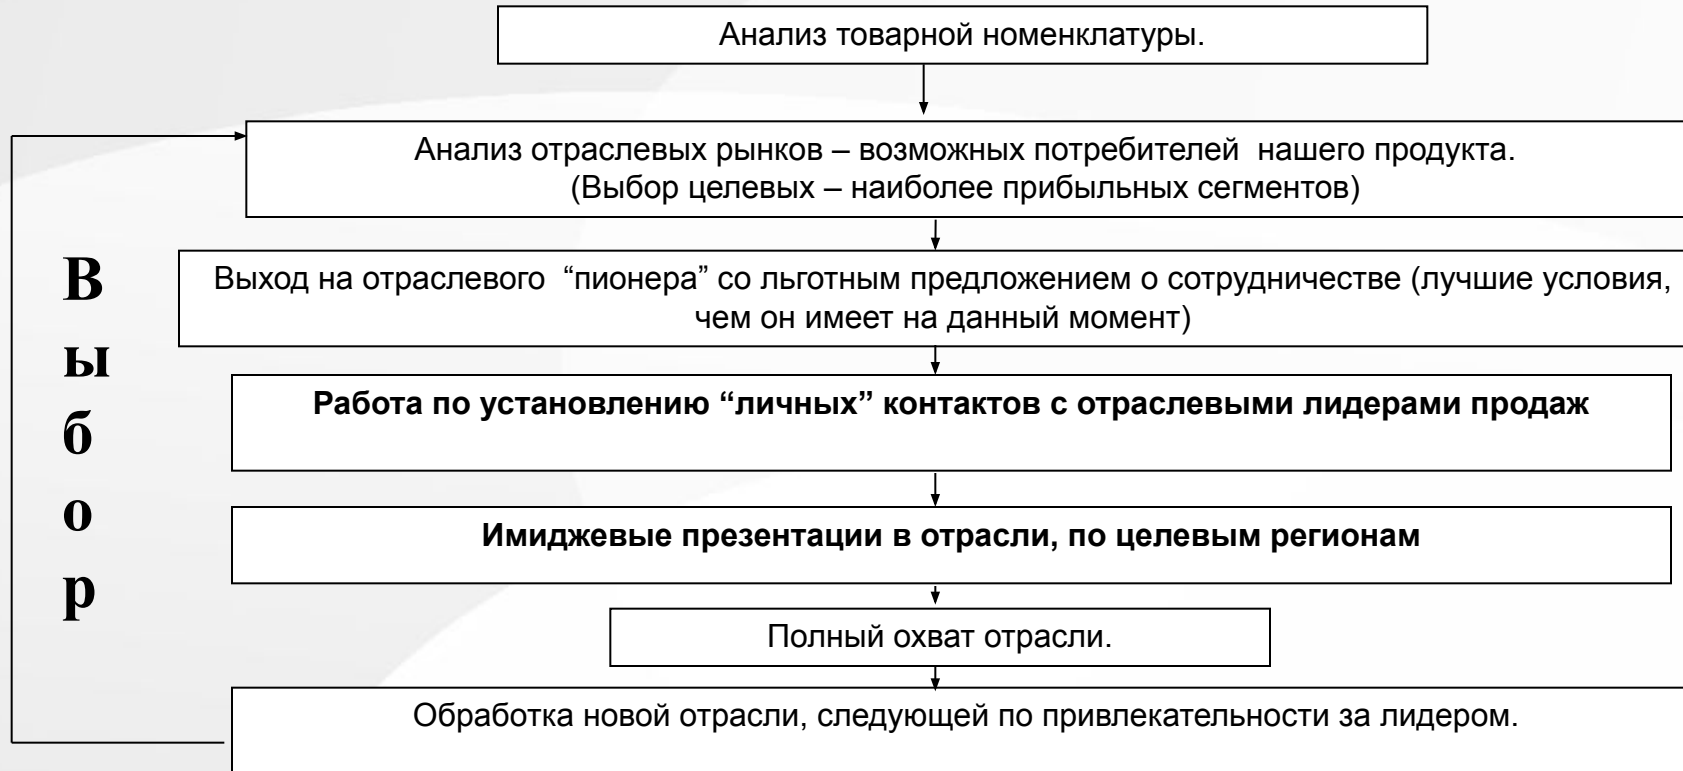 Анализ товарной номенклатуры.
Анализ отраслевых рынков – возможных потребителей нашего продукта.
(Выбор целевых – наиболее прибыльных сегментов)
Выход на отраслевого “пионера” со льготным предложением о сотрудничестве (лучшие условия,
чем он имеет на данный момент)
Работа по установлению “личных” контактов с отраслевыми лидерами продаж
Имиджевые презентации в отрасли, по целевым регионам
Полный охват отрасли.
Обработка новой отрасли, следующей по привлекательности за лидером.
В
ы
б
о
р